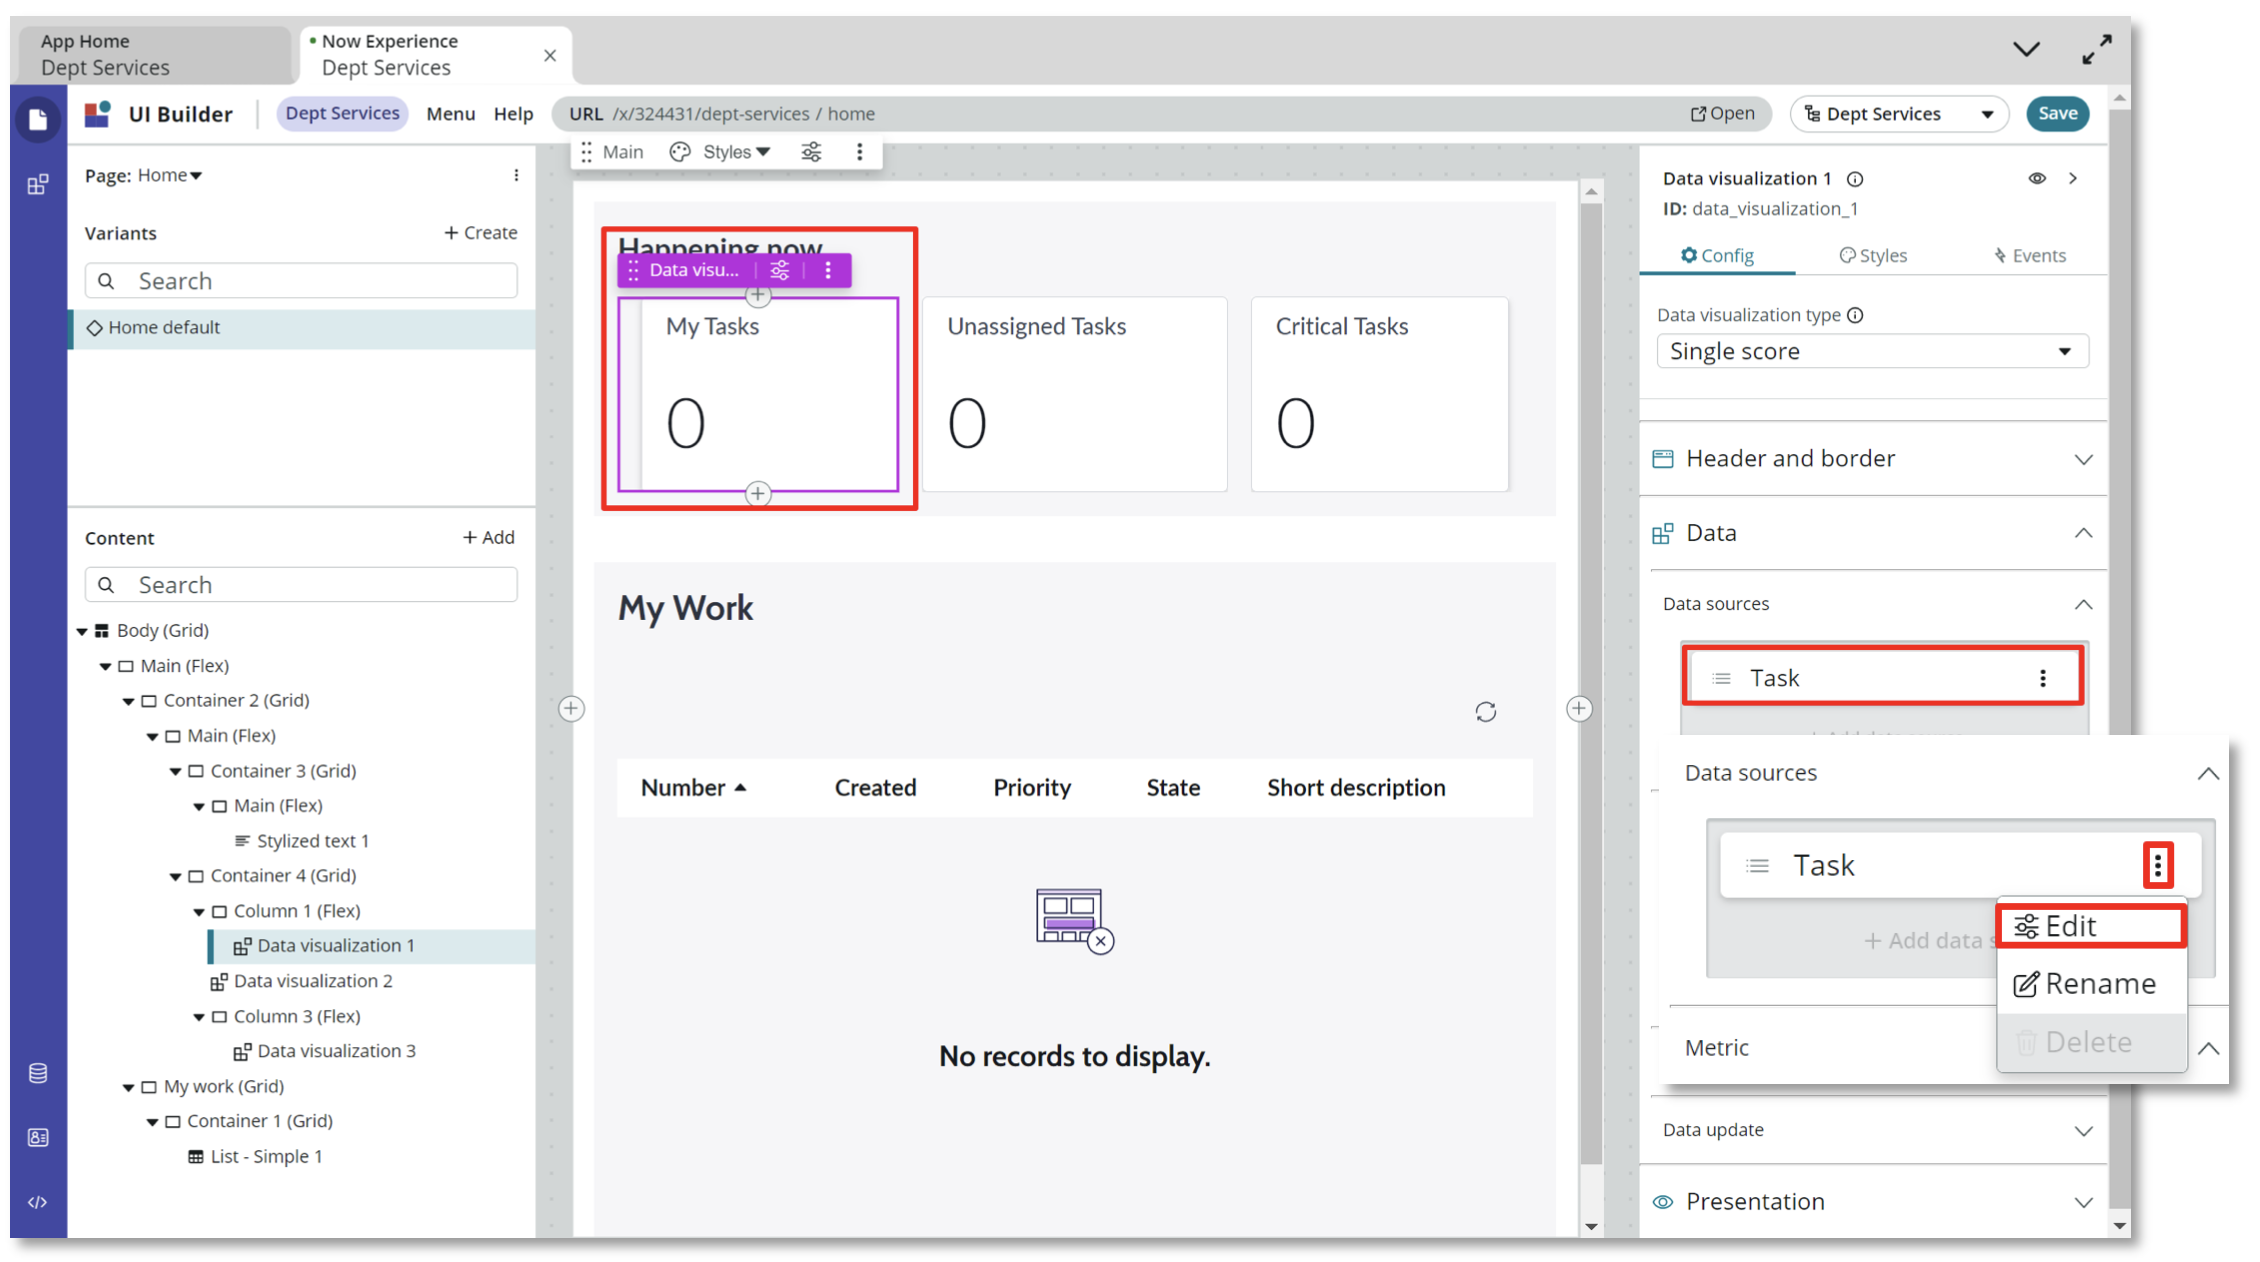 App Home
Dept Services
Now Experience
Dept Services
UI Builder
Dept Services
Menu
Help
URL /x/324431/dept-services / home
Open
Dept Services
Save
Page: Home
Variants
+ Create
Search
Home default
Content
+ Add
Search
Body (Grid)
Main (Flex)
Container 2 (Grid)
Main (Flex)
Container 3 (Grid)
Main (Flex)
Stylized text 1
Container 4 (Grid)
Column 1 (Flex)
Data visualization 1
Data visualization 2
Column 3 (Flex)
Data visualization 3
My work (Grid)
Container 1 (Grid)
List - Simple 1
Main
Styles
Happening now
Data visu...
My Tasks
0
Unassigned Tasks
0
Critical Tasks
0
My Work
Number
Created
Priority
State
Short description
No records to display.
Data visualization 1
ID: data_visualization_1
Config
Styles
Events
Data visualization type
Single score
Header and border
Data
Data sources
Task
Data sources
Task
+ Add data s
Edit
Rename
Delete
Metric
Data update
Presentation